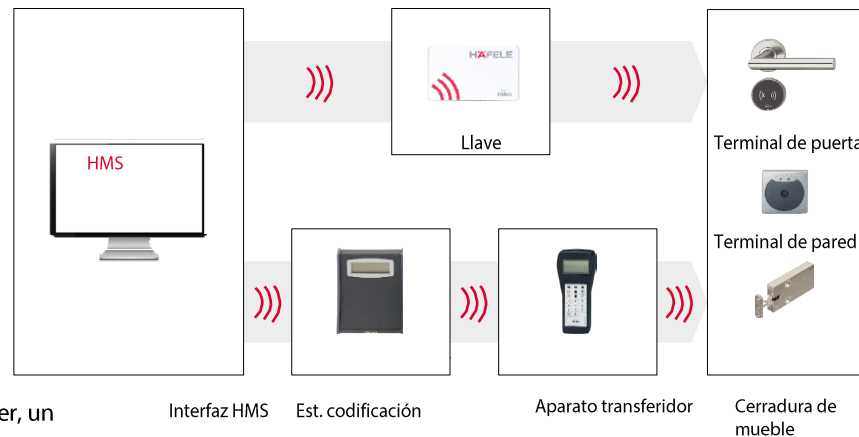 HÄFELE
Llave
HMS
Terminal de puerta
Terminal de pared
er, un
Interfaz HMS
Est. codificación
Aparato transferidor
Cerradura de
mueble